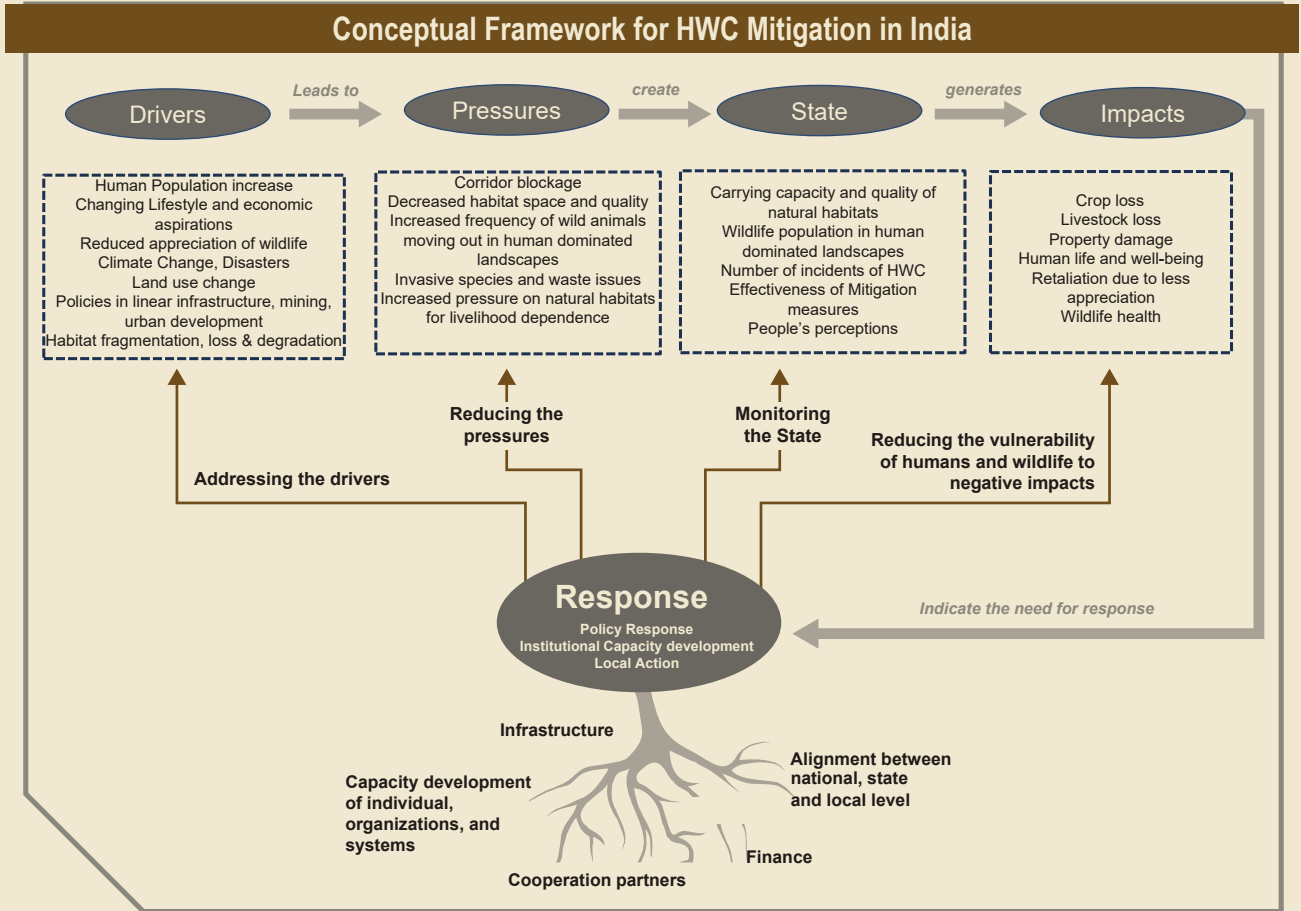 Conceptual Framework for HWC Mitigation in India
Drivers
Leads to
Pressures
create
State
generates
Impacts
Human Population increase
Changing Lifestyle and economic
aspirations
Reduced appreciation of wildlife
Climate Change, Disasters
Land use change
Policies in linear infrastructure, mining,
urban development
Habitat fragmentation, loss & degradation
Corridor blockage
Decreased habitat space and quality
Increased frequency of wild animals
moving out in human dominated
landscapes
Invasive species and waste issues
Increased pressure on natural habitats
for livelihood dependence
Carrying capacity and quality of
natural habitats
Wildlife population in human
dominated landscapes
Number of incidents of HWC
Effectiveness of Mitigation
measures
People’s perceptions
Crop loss
Livestock loss
Property damage
Human life and well-being
Retaliation due to less
appreciation
Wildlife health
Addressing the drivers
Reducing the
pressures
Monitoring
the State
Reducing the vulnerability
of humans and wildlife to
negative impacts
Response
Policy Response
Institutional Capacity development
Local Action
Indicate the need for response
Infrastructure
Capacity development
of individual,
organizations, and
systems
Cooperation partners
Finance
Alignment between
national, state
and local level